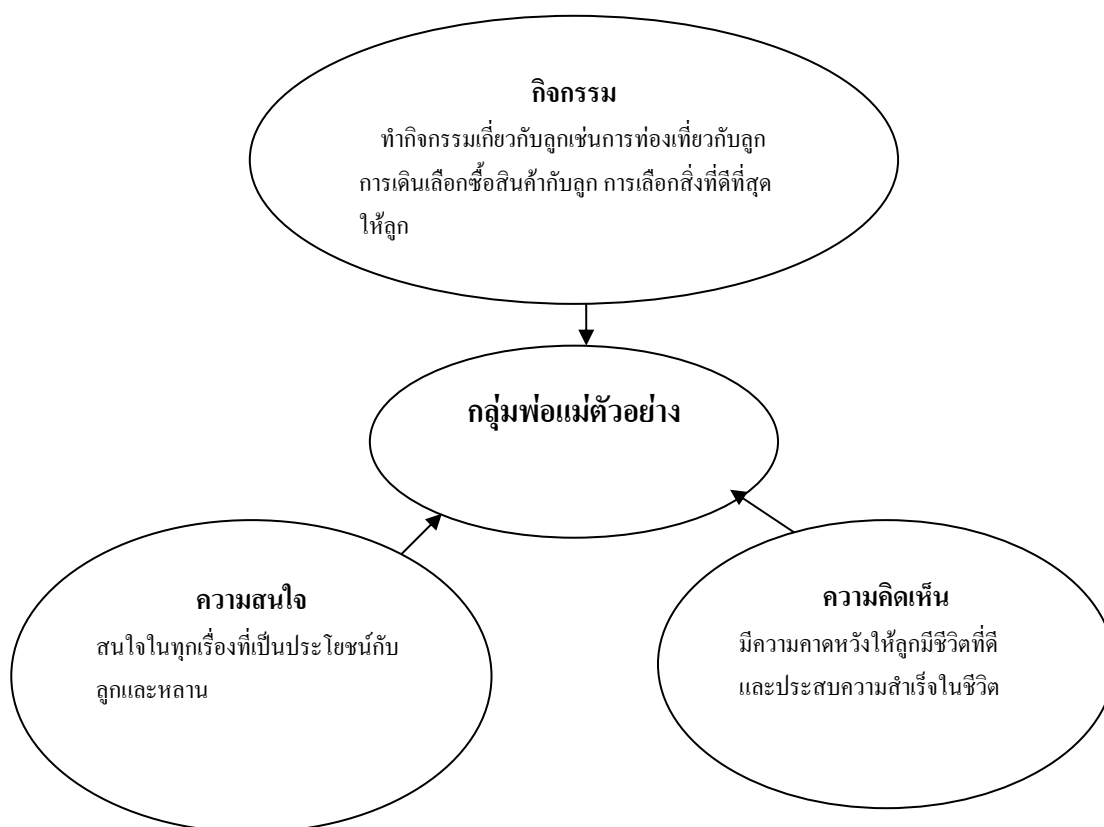 กิจกรรม
ทำกิจกรรมเกี่ยวกับลูกเช่นการท่องเที่ยวกับลูก
การเดินเลือกซื้อสินค้ากับลูก การเลือกสิ่งที่ดีที่สุด
ให้ลูก
กลุ่มพ่อแม่ตัวอย่าง
ความสนใจ
สนใจในทุกเรื่องที่เป็นประโยชน์กับ
ลูกและหลาน
ความคิดเห็น
มีความคาดหวังให้ลูกมีชีวิตที่ดี
และประสบความสำเร็จในชีวิต